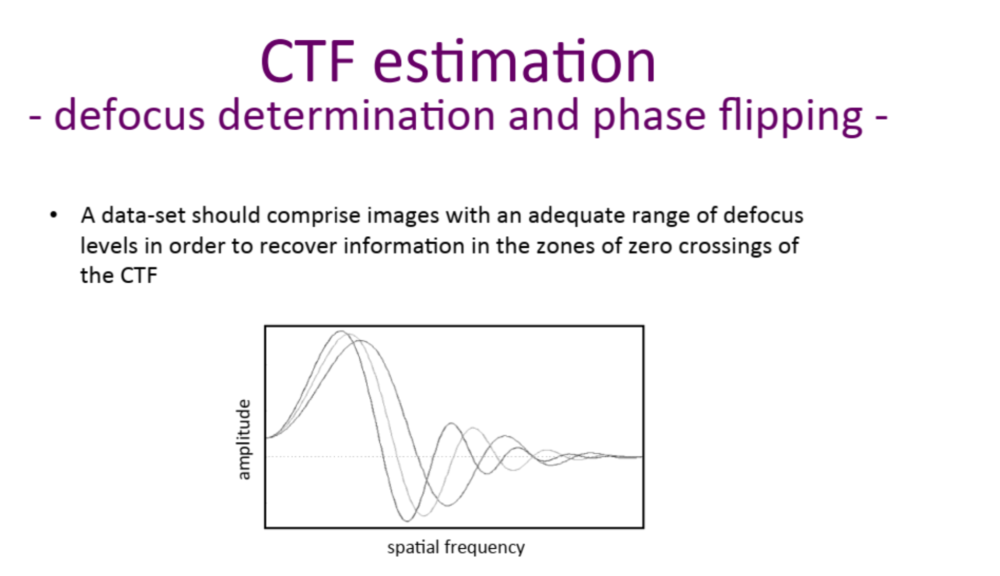 CTF estimation
- defocus determination and phase flipping -
• A data-set should comprise images with an adequate range of defocus
levels in order to recover information in the zones of zero crossings of
the CTF
amplitude
spatial frequency